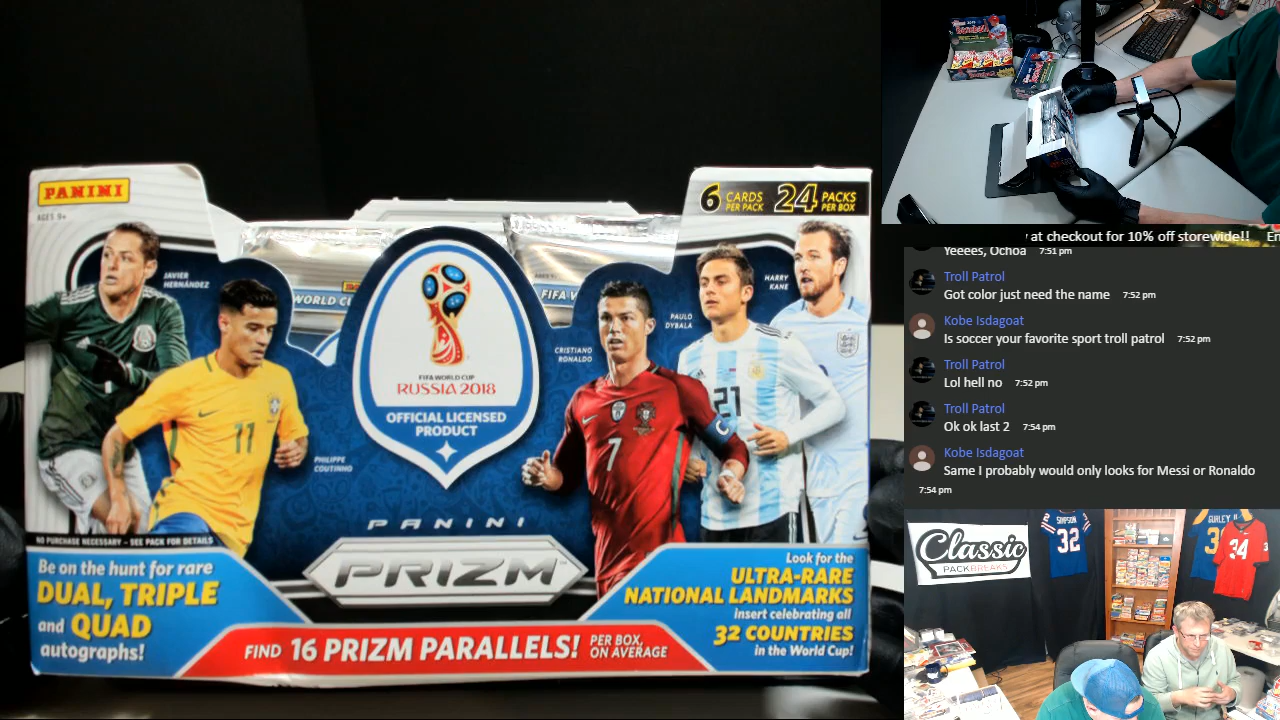 PANINI
AGES 9+
6 CARDS PER PACK 24 PACKS PER BOX
JAVIER
HERNÁNDEZ
WORLD CU
FIFA W
HARRY
KANE
PAULO
DYBALA
CRISTIANO
RONALDO
FIFA WORLD CUP
RUSSIA 2018
OFFICIAL LICENSED
PRODUCT
11
21
7
C
PHILIPPE
COUTINHO
NO PURCHASE NECESSARY - SEE PACK FOR DETAILS
PANINI
PRIZM
Be on the hunt for rare
DUAL, TRIPLE
and QUAD
autographs!
Look for the
ULTRA-RARE
NATIONAL LANDMARKS
insert celebrating all
32 COUNTRIES
in the World Cup!
FIND 16 PRIZM PARALLELS! PER BOX, ON AVERAGE
at checkout for 10% off storewide!!
Yeeees, Ochoa 7:51 pm
Troll Patrol
Got color just need the name 7:52 pm
Kobe Isdagoat
Is soccer your favorite sport troll patrol 7:52 pm
Troll Patrol
Lol hell no 7:52 pm
Troll Patrol
Ok ok last 2 7:54 pm
Kobe Isdagoat
Same I probably would only looks for Messi or Ronaldo
7:54 pm
Classic
PACKBREAKS
SIMPSON
32
GURLEY II
3
34